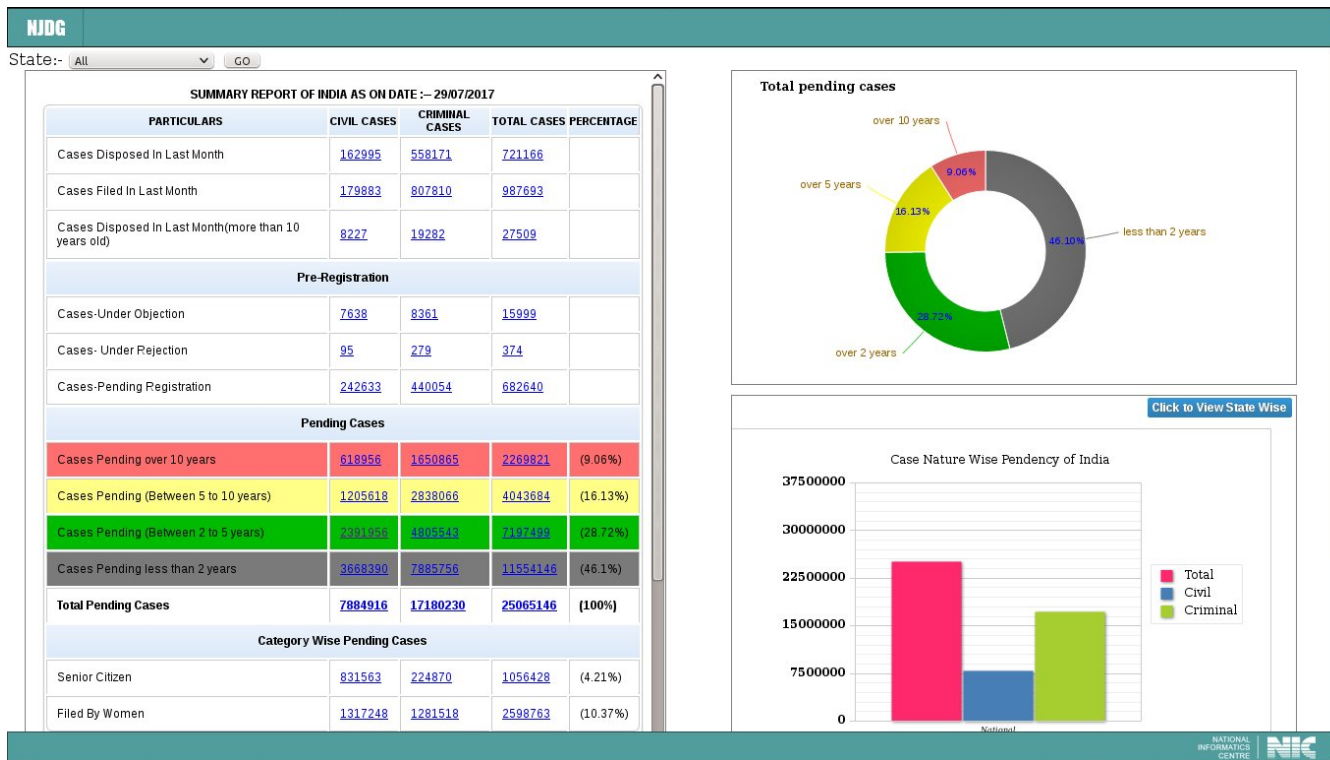 NJDG
State:- All GO
SUMMARY REPORT OF INDIA AS ON DATE :-- 29/07/2017
PARTICULARS CIVIL CASES CRIMINAL CASES TOTAL CASES PERCENTAGE
Cases Disposed In Last Month 162995 558171 721166
Cases Filed In Last Month 179883 807810 987693
Cases Disposed In Last Month(more than 10
years old) 8227 19282 27509
Pre-Registration
Cases-Under Objection 7638 8361 15999
Cases- Under Rejection 95 279 374
Cases-Pending Registration 242633 440054 682640
Pending Cases
Cases Pending over 10 years 618956 1650865 2269821 (9.06%)
Cases Pending (Between 5 to 10 years) 1205618 2838066 4043684 (16.13%)
Cases Pending (Between 2 to 5 years) 2391956 4805543 7197499 (28.72%)
Cases Pending less than 2 years 3668390 7885756 11554146 (46.1%)
Total Pending Cases 7884916 17180230 25065146 (100%)
Category Wise Pending Cases
Senior Citizen 831563 224870 1056428 (4.21%)
Filed By Women 1317248 1281518 2598763 (10.37%)
Total pending cases
over 10 years
9.06%
over 5 years
16.13%
less than 2 years
46.10%
28.72%
over 2 years
Click to View State Wise
Case Nature Wise Pendency of India
37500000
30000000
22500000
15000000
7500000
0
National
Total
Civil
Criminal
NATIONAL
INFORMATICS
CENTRE
NIC